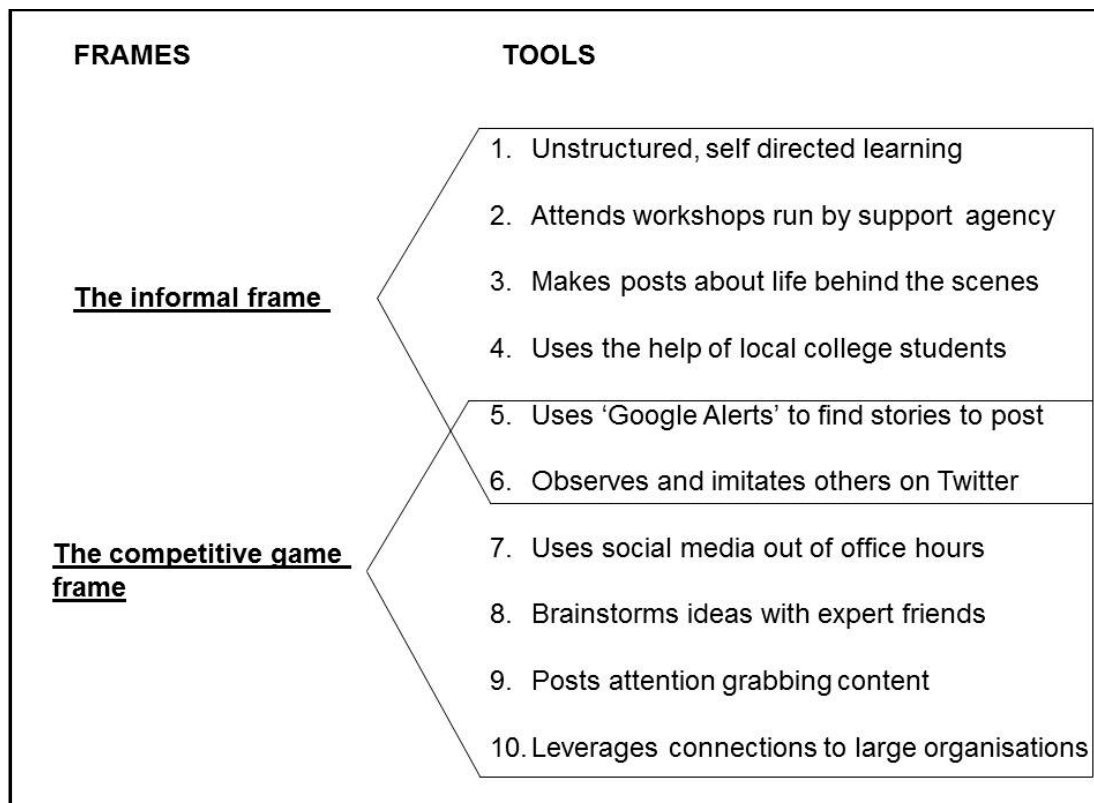 FRAMES
TOOLS
1. Unstructured, self directed learning
2. Attends workshops run by support agency
3. Makes posts about life behind the scenes
The informal frame
4. Uses the help of local college students
5. Uses ‘Google Alerts’ to find stories to post
6. Observes and imitates others on Twitter
The competitive game
frame
7. Uses social media out of office hours
8. Brainstorms ideas with expert friends
9. Posts attention grabbing content
10. Leverages connections to large organisations